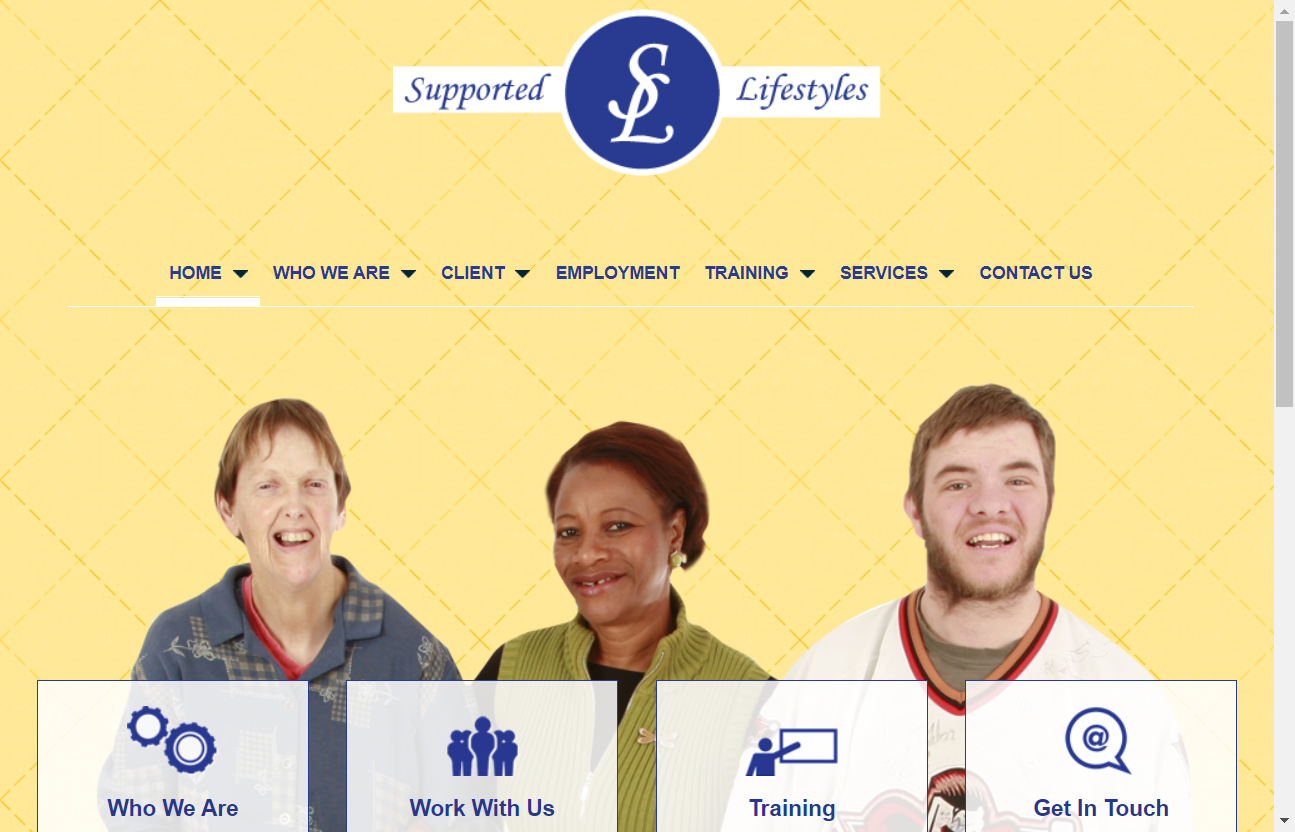 Supported SL Lifestyles
HOME WHO WE ARE CLIENT EMPLOYMENT TRAINING SERVICES CONTACT US
@
Who We Are Work With Us Training Get In Touch